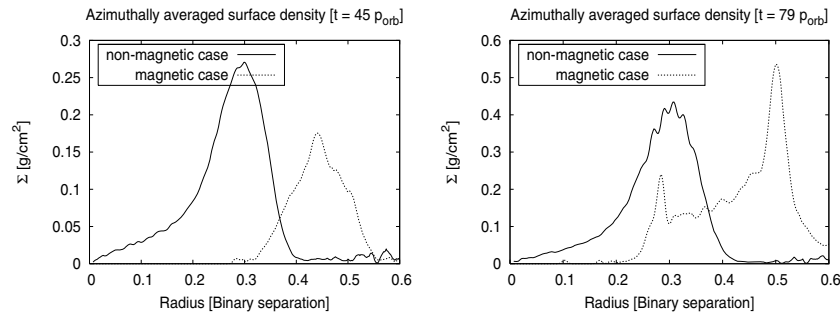 Azimuthally averaged surface density [t = 45 p_orb]
0.3
0.25
0.2
0.15
0.1
0.05
0
Σ [g/cm²]
non-magnetic case
magnetic case
0 0.1 0.2 0.3 0.4 0.5 0.6
Radius [Binary separation]
Azimuthally averaged surface density [t = 79 p_orb]
0.6
0.5
0.4
0.3
0.2
0.1
0
Σ [g/cm²]
non-magnetic case
magnetic case
0 0.1 0.2 0.3 0.4 0.5 0.6
Radius [Binary separation]